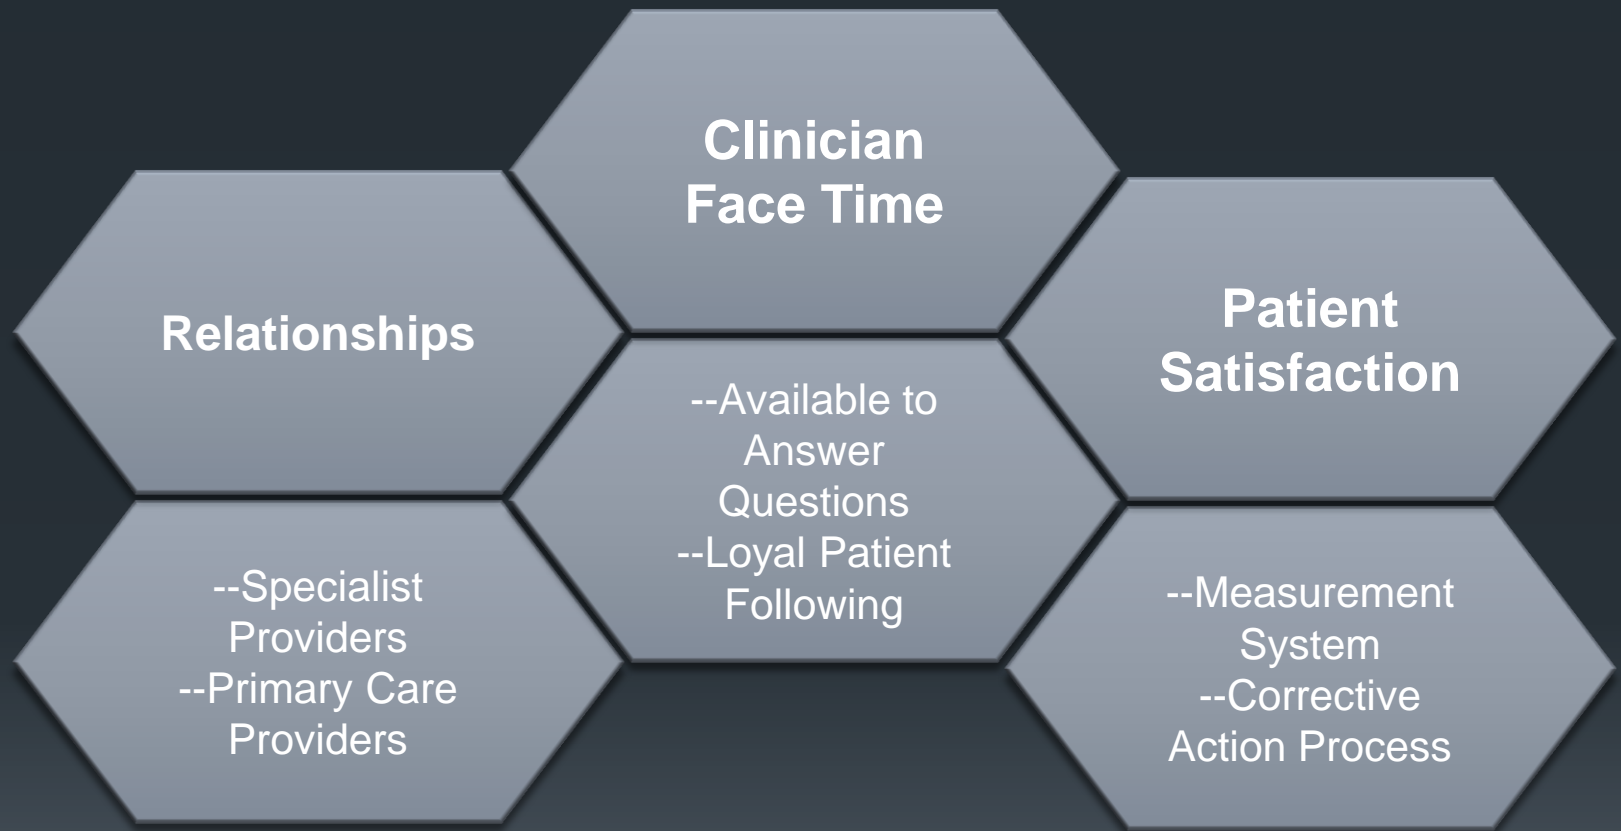 Clinician
Face Time
Relationships
Patient
Satisfaction
--Available to
Answer
Questions
--Loyal Patient
Following
--Specialist
Providers
--Primary Care
Providers
--Measurement
System
--Corrective
Action Process